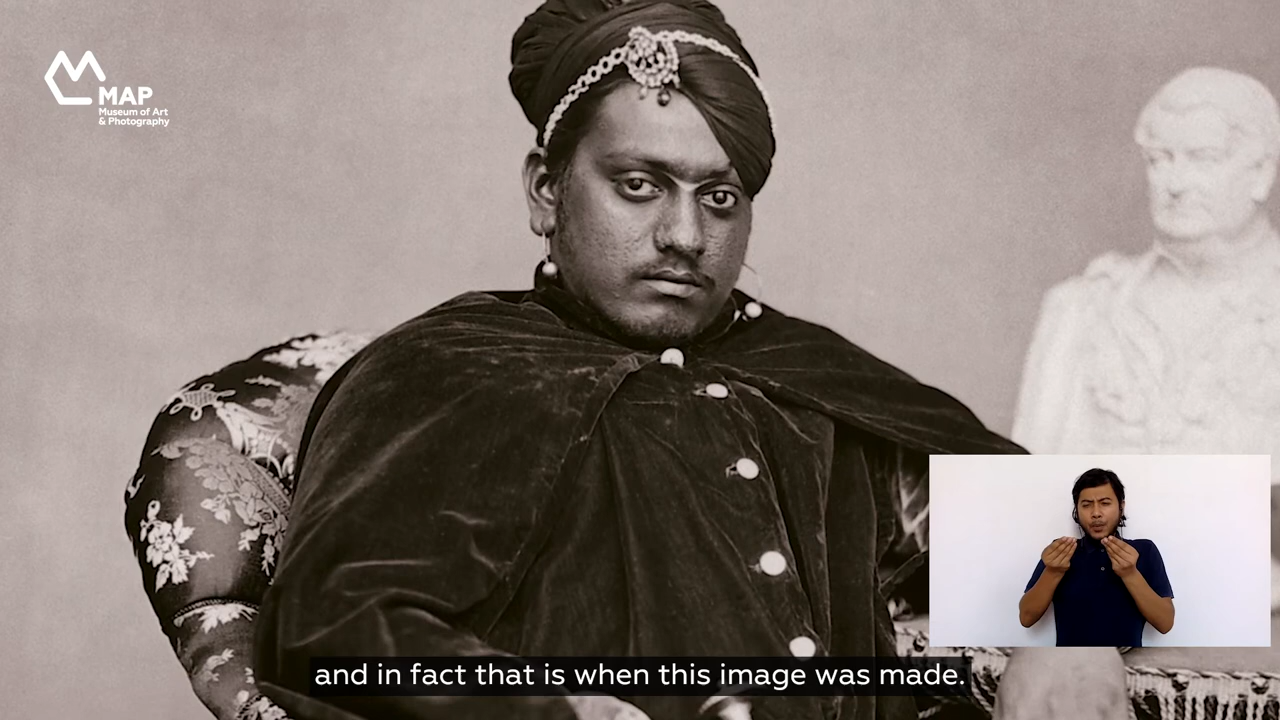 MAP
Museum of Art
& Photography
and in fact that is when this image was made.